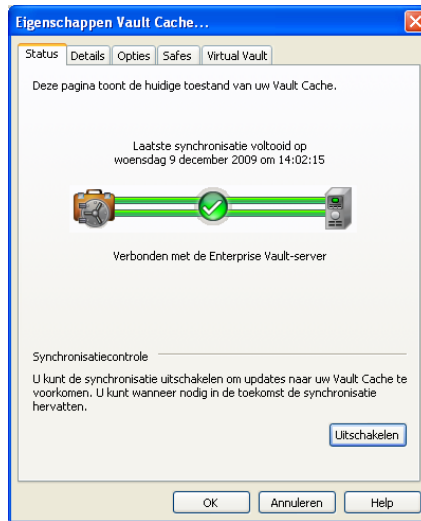 Eigenschappen Vault Cache...
Status Details Opties Safes Virtual Vault
Deze pagina toont de huidige toestand van uw Vault Cache.
Laatste synchronisatie voltooid op
woensdag 9 december 2009 om 14:02:15
Verbonden met de Enterprise Vault-server
Synchronisatiecontrole
U kunt de synchronisatie uitschakelen om updates naar uw Vault Cache te
voorkomen. U kunt wanneer nodig in de toekomst de synchronisatie
hervatten.
Uitschakelen
OK Annuleren Help